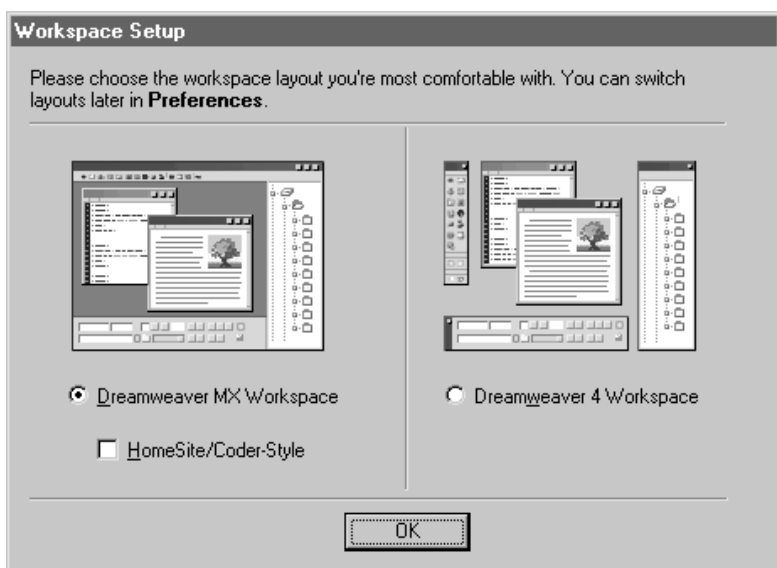 Workspace Setup
Please choose the workspace layout you're most comfortable with. You can switch
layouts later in Preferences.
Dreamweaver MX Workspace
HomeSite/Coder-Style
Dreamweaver 4 Workspace
OK